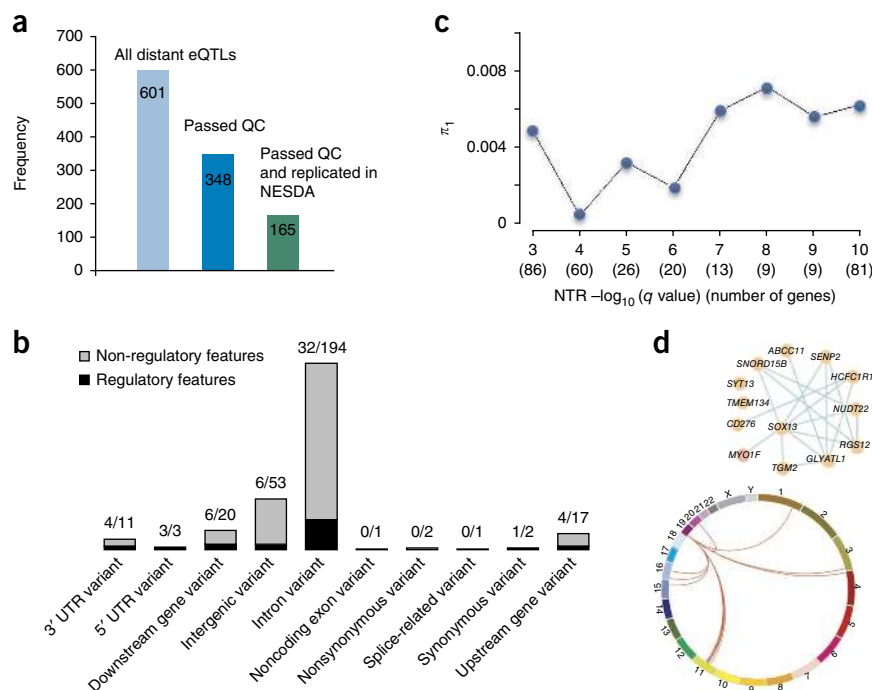 a
Frequency
700
600
500
400
300
200
100
0
All distant eQTLs
601
Passed QC
348
Passed QC
and replicated in
NESDA
165
c
π1
0.008
0.004
0
3 4 5 6 7 8 9 10
(86) (60) (26) (20) (13) (9) (9) (81)
NTR –log10 (q value) (number of genes)
b
Non-regulatory features
Regulatory features
4/11
3/3
6/20
6/53
32/194
0/1
0/2
0/1
1/2
4/17
3′ UTR variant
5′ UTR variant
Downstream gene variant
Intergenic variant
Intron variant
Noncoding exon variant
Nonsynonymous variant
Splice-related variant
Synonymous variant
Upstream gene variant
d
ABCC11
SENP2
SNORD15B
HCFC1R1
SYT13
TMEM134
NUDT22
CD276
SOX13
RGS12
MYO1F
GLYATL1
TGM2
1
2
3
4
5
6
7
8
9
10
11
12
13
14
15
16
17
18
19
20
21
22
X
Y